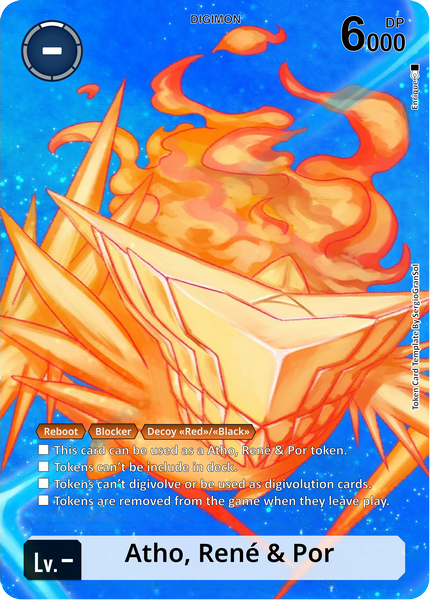 DIGIMON
DP
6000
-
Enrique
Token Card Template By SergioGranSol
Reboot Blocker Decoy «Red»/«Black»
This card can be used as a Atho, René & Por token.
Tokens can't be include in deck.
Tokens can't digivolve or be used as digivolution cards.
Tokens are removed from the game when they leave play.
Lv.-
Atho, René & Por